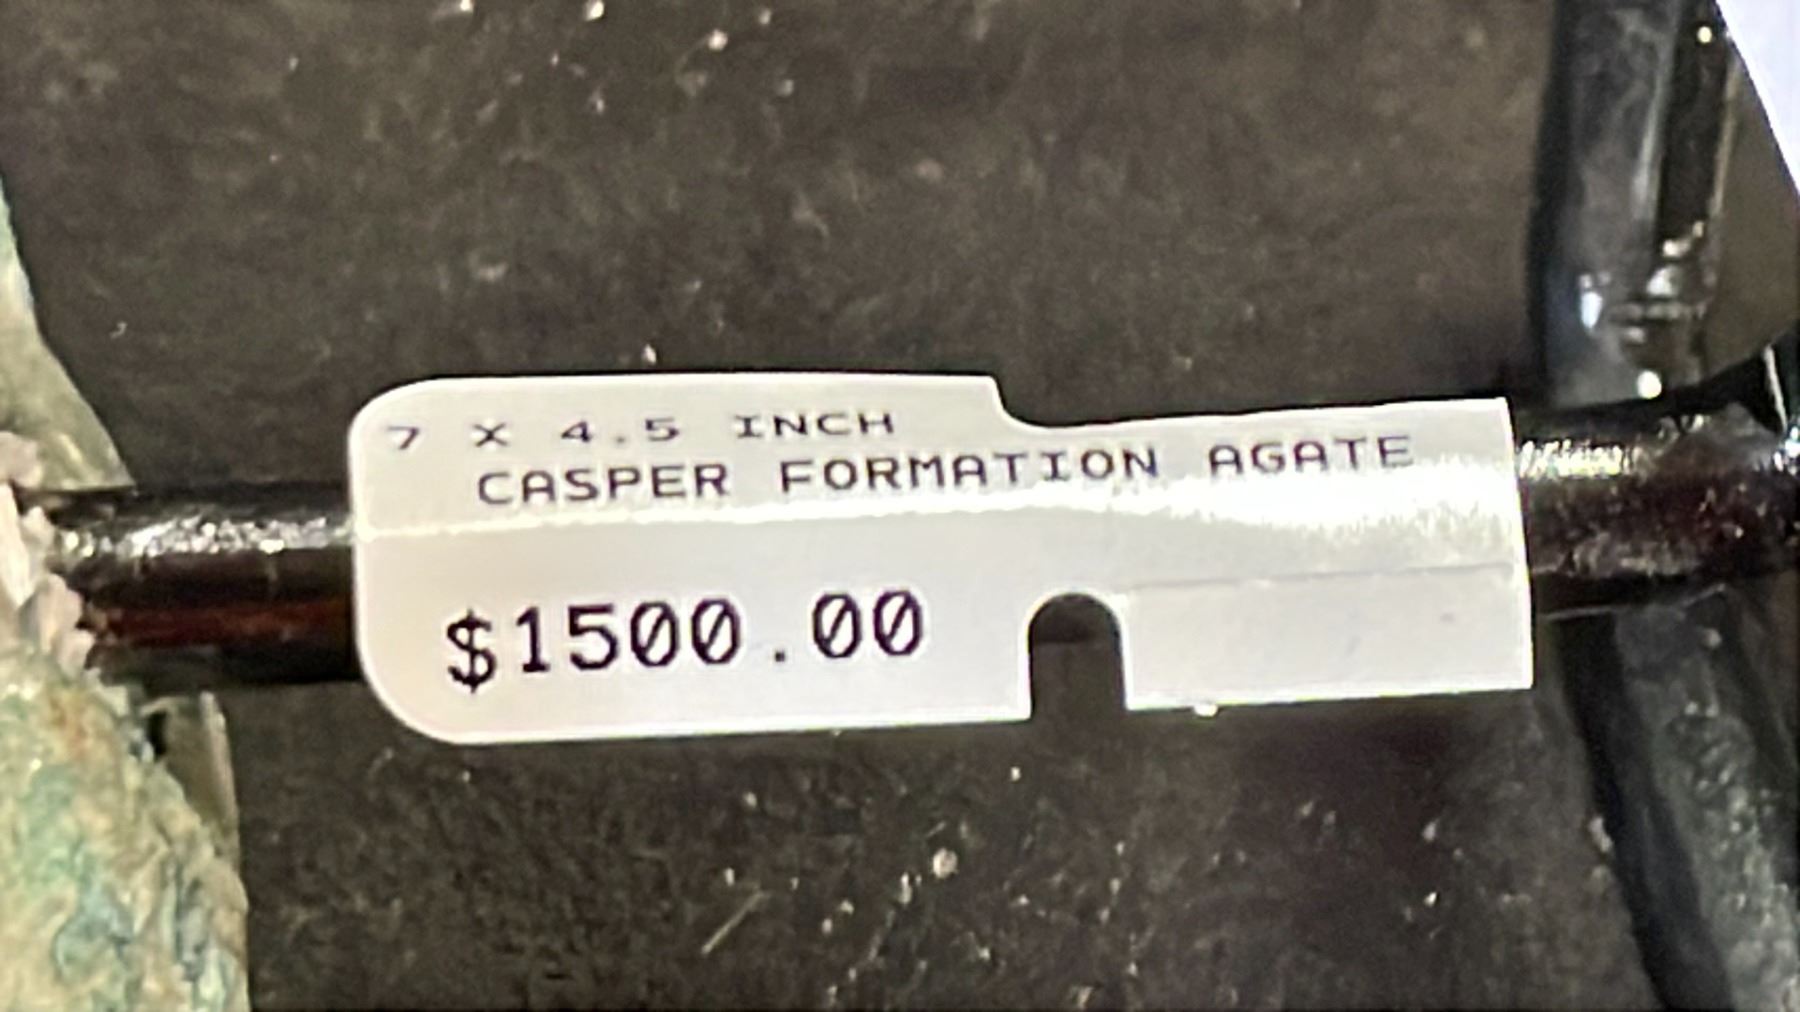 7 X 4.5 INCH
CASPER FORMATION AGATE
$1500.00